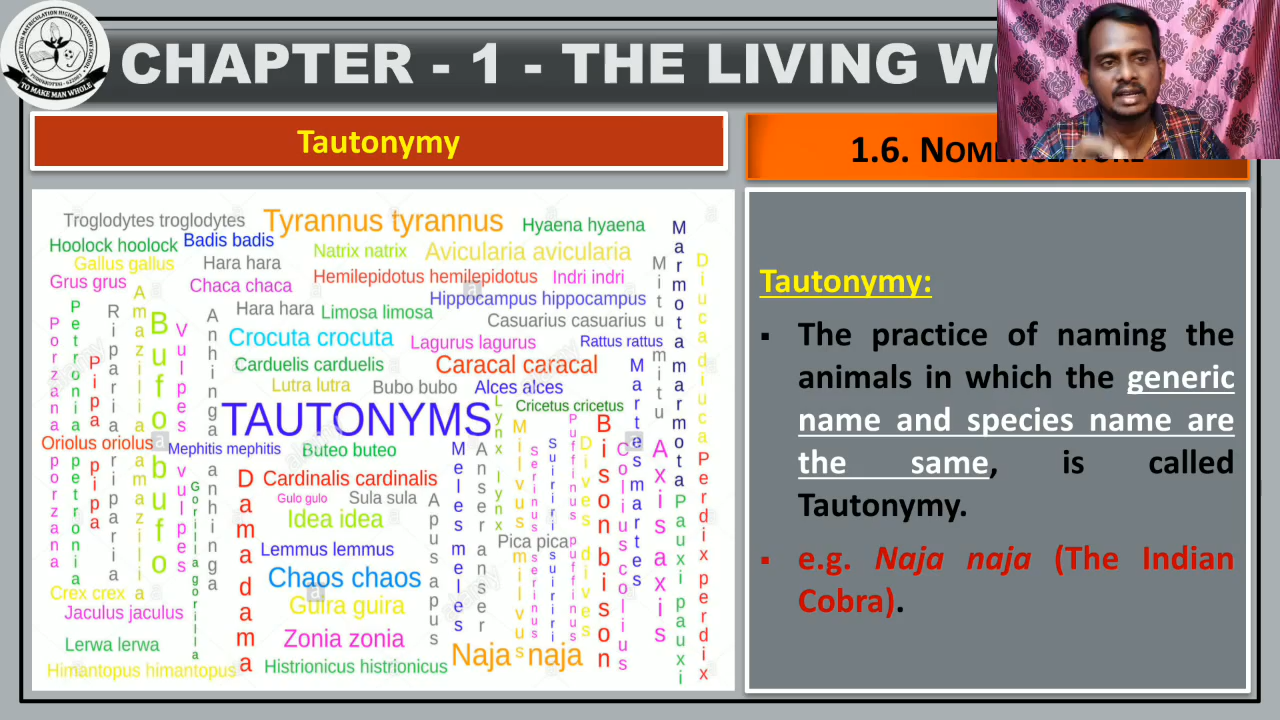 CHAPTER - 1 - THE LIVING
TO MAKE MAN WHOLE
Tautonymy
1.6.
Troglodytes troglodytes
Tyrannus tyrannus
Hyaena hyaena
Hoolock hoolock
Badis badis
Natrix natrix
Avicularia avicularia
Gallus gallus
Hara hara
Grus grus
Chaca chaca
Hemilepidotus hemilepidotus
Indri indri
Hippocampus hippocampus
Hara hara
Limosa limosa
Casuarius casuarius
Crocuta crocuta
Lagurus lagurus
Rattus rattus
Carduelis carduelis
Caracal caracal
Lutra lutra
Bubo bubo
Alces alces
TAUTONYMS
Cricetus cricetus
Oriolus oriolus
Mephitis mephitis
Buteo buteo
Cardinalis cardinalis
Gulo gulo
Sula sula
Idea idea
Pica pica
Lemmus lemmus
Chaos chaos
Crex crex
Guira guira
Jaculus jaculus
Zonia zonia
Lerwa lerwa
Naja naja
Himantopus himantopus
Histrionicus histrionicus
Porzana porzana
Petronia petronia
Pipa pipa
Riparia riparia
Amazilia amazilia
Bufo bufo
Vulpes vulpes
Gorilla gorilla
Anhinga anhinga
Dama dama
Apus apus
Meles meles
Anser anser
Lynx lynx
Milvus milvus
Serinus serinus
Suiriri suiriri
Puffinus puffinus
Dives dives
Bison bison
Colius colius
Martes martes
Axis axis
Mitu mitu
Marmota marmota
Pauxi pauxi
Diuca diuca
Perdix perdix
Tautonymy:
▪ The practice of naming the
animals in which the generic
name and species name are
the same, is called
Tautonymy.
▪ e.g. Naja naja (The Indian
Cobra).